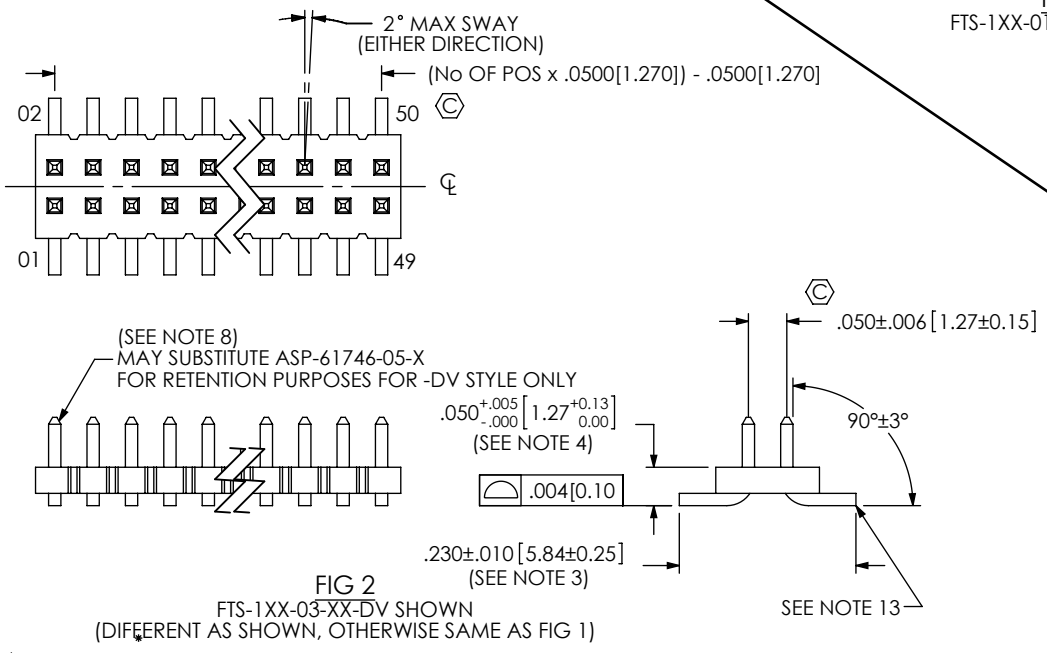 2° MAX SWAY
(EITHER DIRECTION)
FTS-1XX-01
(No OF POS x .0500[1.270]) - .0500[1.270]
02
50
C
℄
01
49
(SEE NOTE 8)
MAY SUBSTITUTE ASP-61746-05-X
FOR RETENTION PURPOSES FOR -DV STYLE ONLY
C
.050±.006 [1.27±0.15]
.050 +.005 -.000 [1.27 +0.13 0.00]
(SEE NOTE 4)
90°±3°
.004[0.10
.230±.010 [5.84±0.25]
(SEE NOTE 3)
SEE NOTE 13
FIG 2
FTS-1XX-03-XX-DV SHOWN
(DIFFERENT AS SHOWN, OTHERWISE SAME AS FIG 1)
*